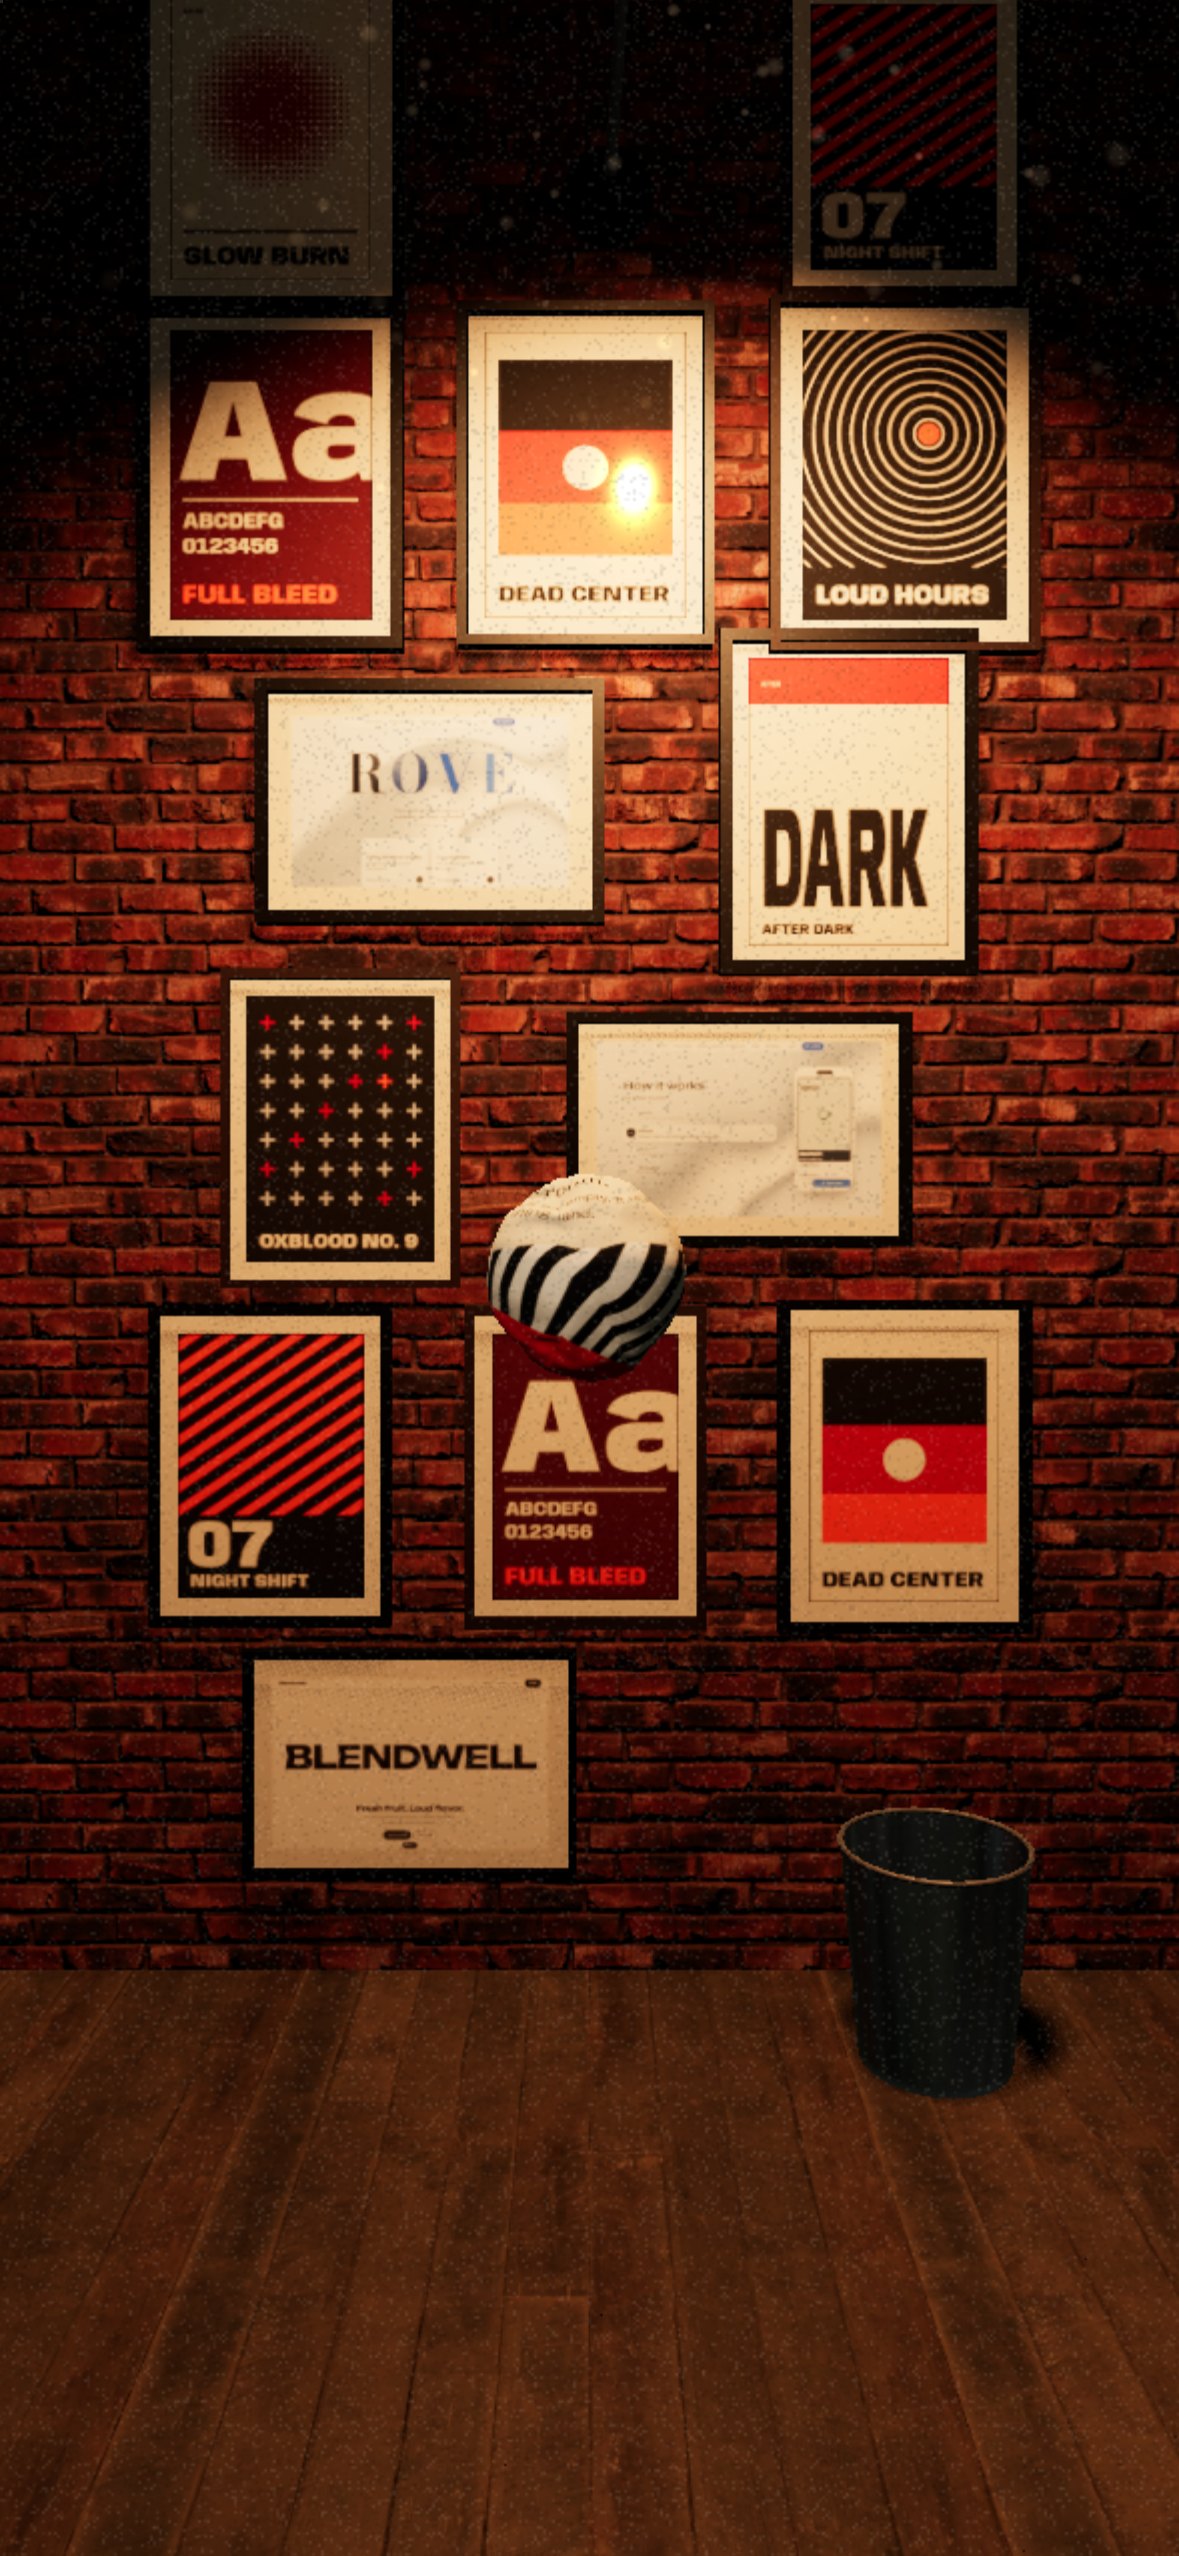 GLOW BURN
07
NIGHT SHIFT
Aa
ABCDEFG
0123456
FULL BLEED
DEAD CENTER
LOUD HOURS
ROVE
DARK
AFTER DARK
OXBLOOD NO. 9
How it works
07
NIGHT SHIFT
Aa
ABCDEFG
0123456
FULL BLEED
DEAD CENTER
BLENDWELL
Fresh fruit. Loud flavor.